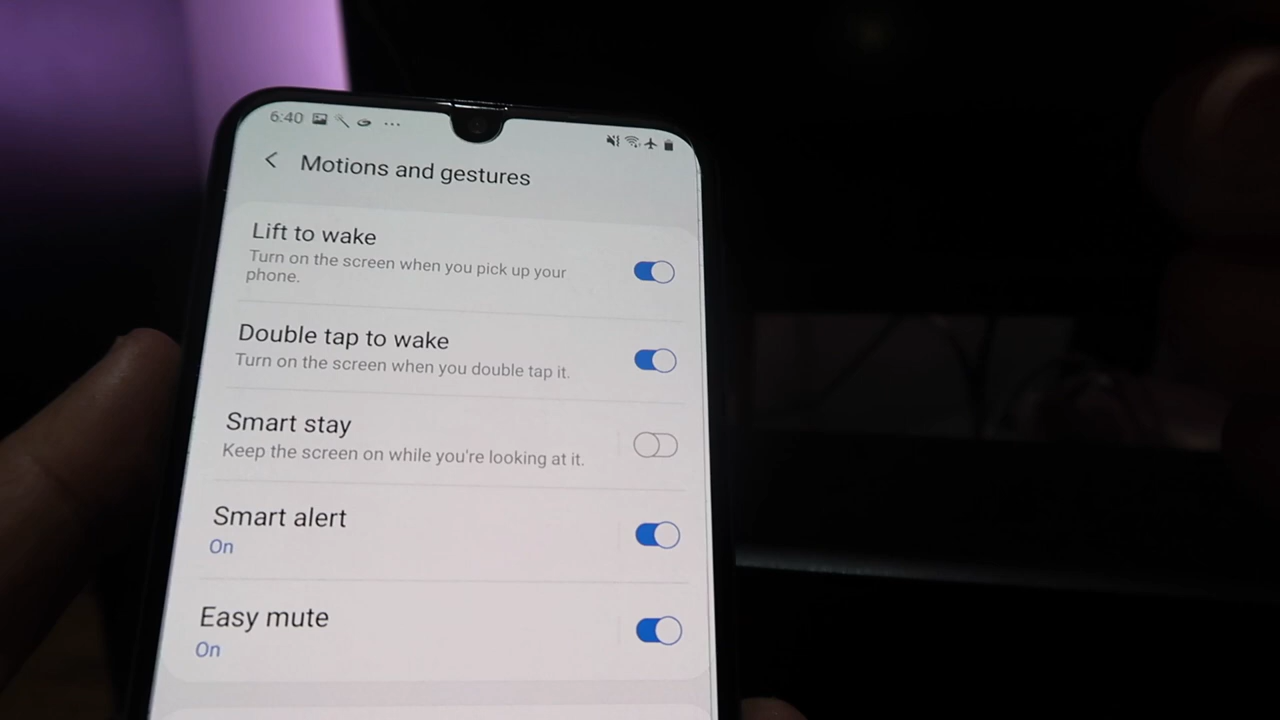 6:40
Motions and gestures
Lift to wake
Turn on the screen when you pick up your
phone.
Double tap to wake
Turn on the screen when you double tap it.
Smart stay
Keep the screen on while you're looking at it.
Smart alert
On
Easy mute
On